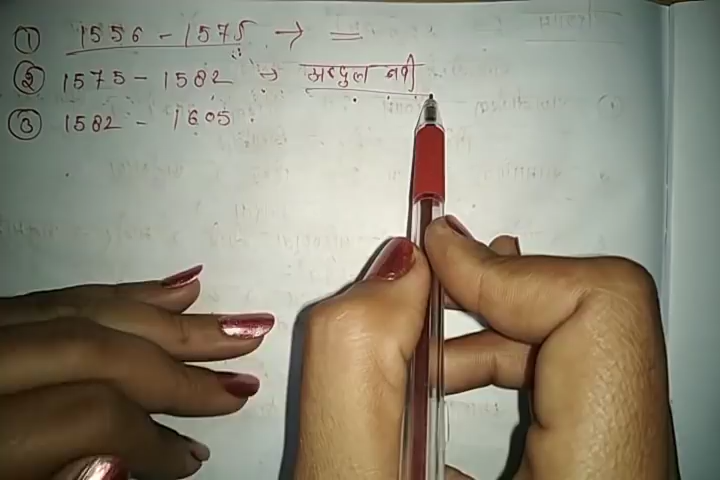 ① 1556 - 1575 → =
② 1575 - 1582 → अब्दुल नबी
③ 1582 - 1605